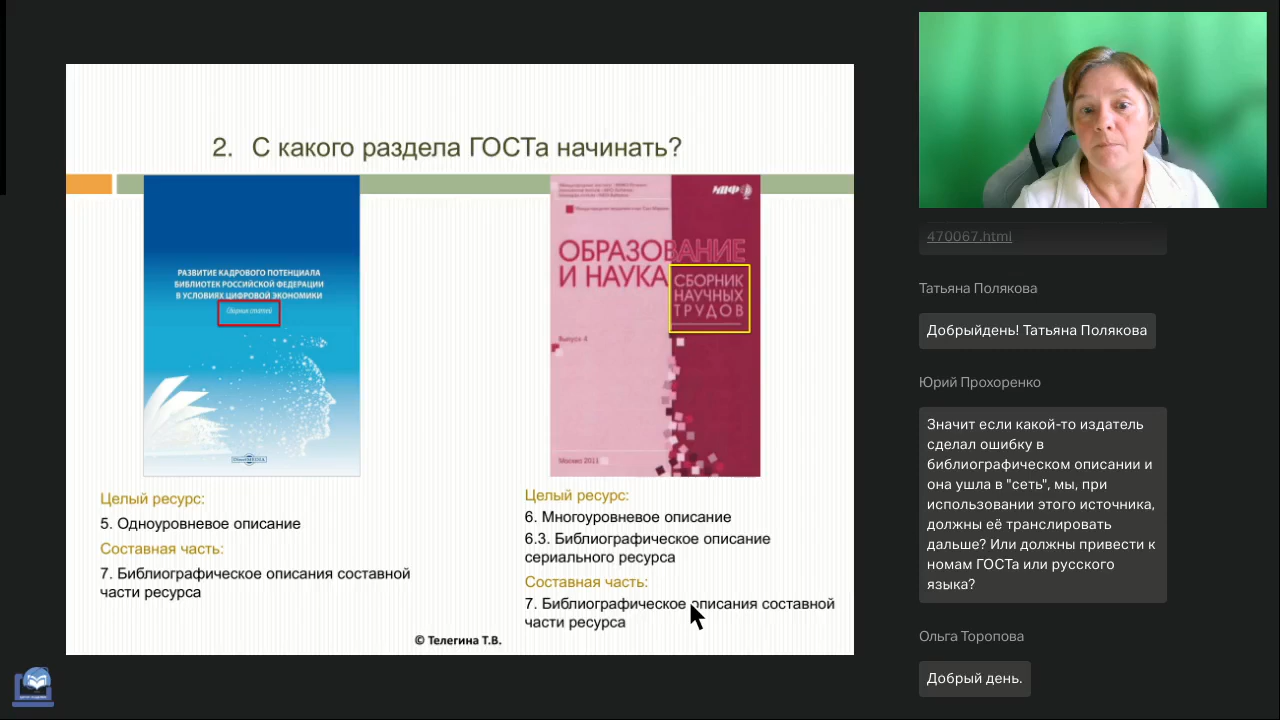 2. С какого раздела ГОСТа начинать?
РАЗВИТИЕ КАДРОВОГО ПОТЕНЦИАЛА
БИБЛИОТЕК РОССИЙСКОЙ ФЕДЕРАЦИИ
В УСЛОВИЯХ ЦИФРОВОЙ ЭКОНОМИКИ
Сборник статей
ОБРАЗОВАНИЕ
И НАУКА
СБОРНИК
НАУЧНЫХ
ТРУДОВ
Выпуск 4
Москва 2011
Целый ресурс:
5. Одноуровневое описание
Составная часть:
7. Библиографическое описания составной
части ресурса
Целый ресурс:
6. Многоуровневое описание
6.3. Библиографическое описание
сериального ресурса
Составная часть:
7. Библиографическое описания составной
части ресурса
© Телегина Т.В.
470067.html
Татьяна Полякова
Добрыйдень! Татьяна Полякова
Юрий Прохоренко
Значит если какой-то издатель
сделал ошибку в
библиографическом описании и
она ушла в "сеть", мы, при
использовании этого источника,
должны её транслировать
дальше? Или должны привести к
номам ГОСТа или русского
языка?
Ольга Торопова
Добрый день.